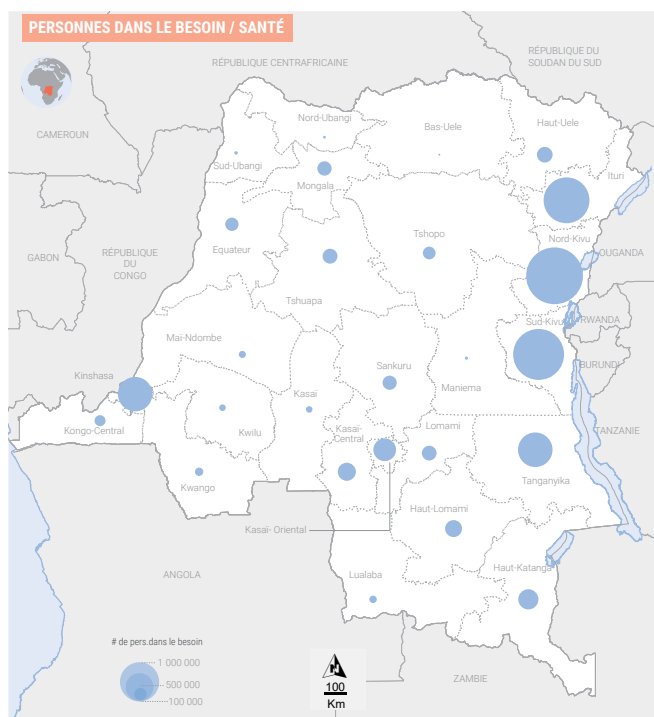 PERSONNES DANS LE BESOIN / SANTÉ
RÉPUBLIQUE CENTRAFRICAINE
RÉPUBLIQUE DU
SOUDAN DU SUD
CAMEROUN
Nord-Ubangi
Bas-Uele
Haut-Uele
Sud-Ubangi
Mongala
Ituri
GABON
RÉPUBLIQUE
DU
CONGO
Equateur
Tshopo
Nord-Kivu
OUGANDA
Tshuapa
Mai-Ndombe
Sud-Kivu
RWANDA
Kinshasa
Sankuru
Maniema
BURUNDI
Kasaï
Kongo-Central
Kwilu
Kasaï-
Central
Lomami
TANZANIE
Kwango
Tanganyika
Haut-Lomami
Kasaï- Oriental
ANGOLA
Lualaba
Haut-Katanga
# de pers.dans le besoin
1 000 000
500 000
100 000
N
100
Km
ZAMBIE